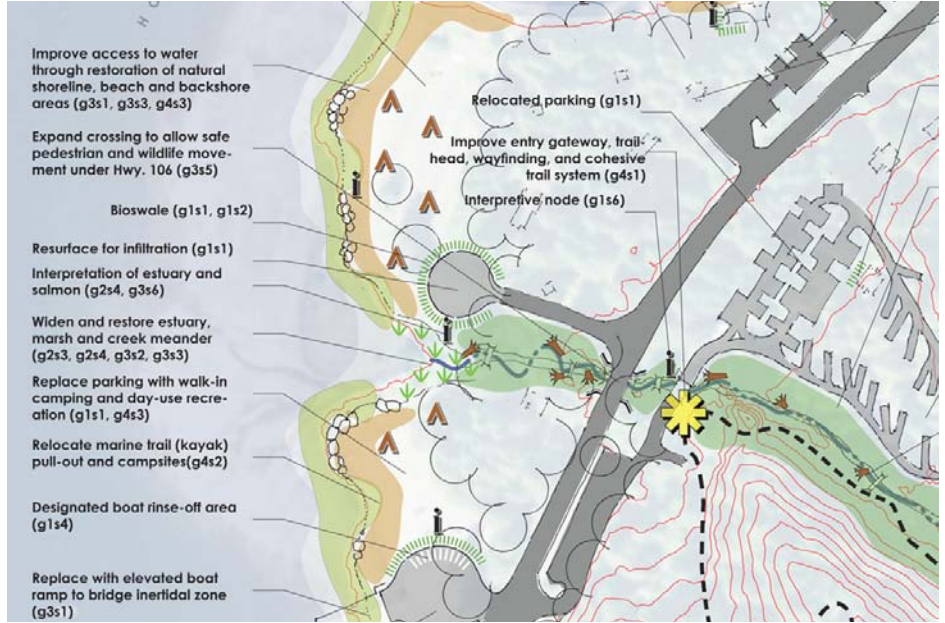 H O
Improve access to water
through restoration of natural
shoreline, beach and backshore
areas (g3s1, g3s3, g4s3)
Expand crossing to allow safe
pedestrian and wildlife move-
ment under Hwy. 106 (g3s5)
Bioswale (g1s1, g1s2)
Resurface for infiltration (g1s1)
Interpretation of estuary and
salmon (g2s4, g3s6)
Widen and restore estuary,
marsh and creek meander
(g2s3, g2s4, g3s2, g3s3)
Replace parking with walk-in
camping and day-use recre-
ation (g1s1, g4s3)
Relocate marine trail (kayak)
pull-out and campsites(g4s2)
Designated boat rinse-off area
(g1s4)
Replace with elevated boat
ramp to bridge inertidal zone
(g3s1)
Relocated parking (g1s1)
Improve entry gateway, trail-
head, wayfinding, and cohesive
trail system (g4s1)
Interpretive node (g1s6)
i
i
i
i
i